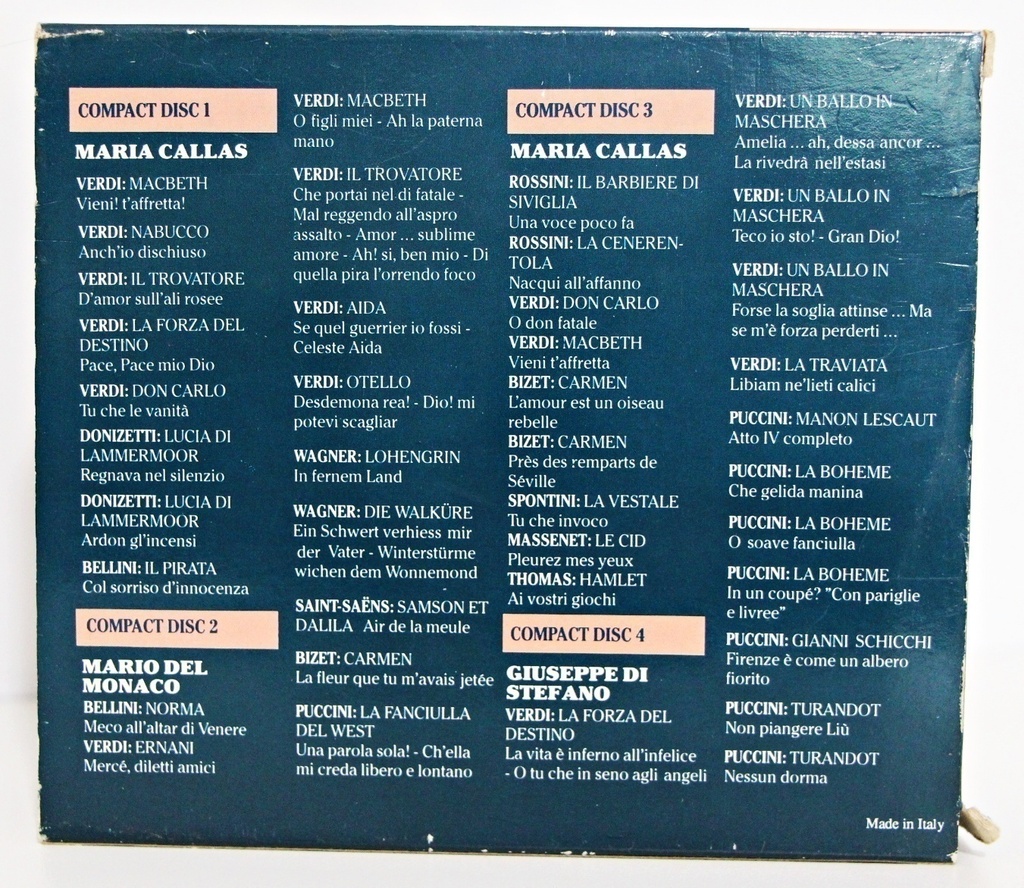 COMPACT DISC 1
MARIA CALLAS
VERDI: MACBETH
Vieni! t'affretta!
VERDI: NABUCCO
Anch'io dischiuso
VERDI: IL TROVATORE
D'amor sull'ali rosee
VERDI: LA FORZA DEL
DESTINO
Pace, Pace mio Dio
VERDI: DON CARLO
Tu che le vanità
DONIZETTI: LUCIA DI
LAMMERMOOR
Regnava nel silenzio
DONIZETTI: LUCIA DI
LAMMERMOOR
Ardon gl'incensi
BELLINI: IL PIRATA
Col sorriso d'innocenza
COMPACT DISC 2
MARIO DEL
MONACO
BELLINI: NORMA
Meco all'altar di Venere
VERDI: ERNANI
Mercé, diletti amici
VERDI: MACBETH
O figli miei - Ah la paterna
mano
VERDI: IL TROVATORE
Che portai nel dì fatale -
Mal reggendo all'aspro
assalto - Amor ... sublime
amore - Ah! si, ben mio - Di
quella pira l'orrendo foco
VERDI: AIDA
Se quel guerrier io fossi -
Celeste Aida
VERDI: OTELLO
Desdemona rea! - Dio! mi
potevi scagliar
WAGNER: LOHENGRIN
In fernem Land
WAGNER: DIE WALKÜRE
Ein Schwert verhiess mir
der Vater - Winterstürme
wichen dem Wonnemond
SAINT-SAËNS: SAMSON ET
DALILA Air de la meule
BIZET: CARMEN
La fleur que tu m'avais jetée
PUCCINI: LA FANCIULLA
DEL WEST
Una parola sola! - Ch'ella
mi creda libero e lontano
COMPACT DISC 3
MARIA CALLAS
ROSSINI: IL BARBIERE DI
SIVIGLIA
Una voce poco fa
ROSSINI: LA CENEREN-
TOLA
Nacqui all'affanno
VERDI: DON CARLO
O don fatale
VERDI: MACBETH
Vieni t'affretta
BIZET: CARMEN
L'amour est un oiseau
rebelle
BIZET: CARMEN
Près des remparts de
Séville
SPONTINI: LA VESTALE
Tu che invoco
MASSENET: LE CID
Pleurez mes yeux
THOMAS: HAMLET
Ai vostri giochi
COMPACT DISC 4
GIUSEPPE DI
STEFANO
VERDI: LA FORZA DEL
DESTINO
La vita è inferno all'infelice
- O tu che in seno agli angeli
VERDI: UN BALLO IN
MASCHERA
Amelia ... ah, dessa ancor ...
La rivedrà nell'estasi
VERDI: UN BALLO IN
MASCHERA
Teco io sto! - Gran Dio!
VERDI: UN BALLO IN
MASCHERA
Forse la soglia attinse ... Ma
se m'è forza perderti ...
VERDI: LA TRAVIATA
Libiam ne'lieti calici
PUCCINI: MANON LESCAUT
Atto IV completo
PUCCINI: LA BOHEME
Che gelida manina
PUCCINI: LA BOHEME
O soave fanciulla
PUCCINI: LA BOHEME
In un coupé? "Con pariglie
e livree"
PUCCINI: GIANNI SCHICCHI
Firenze è come un albero
fiorito
PUCCINI: TURANDOT
Non piangere Liù
PUCCINI: TURANDOT
Nessun dorma
Made in Italy